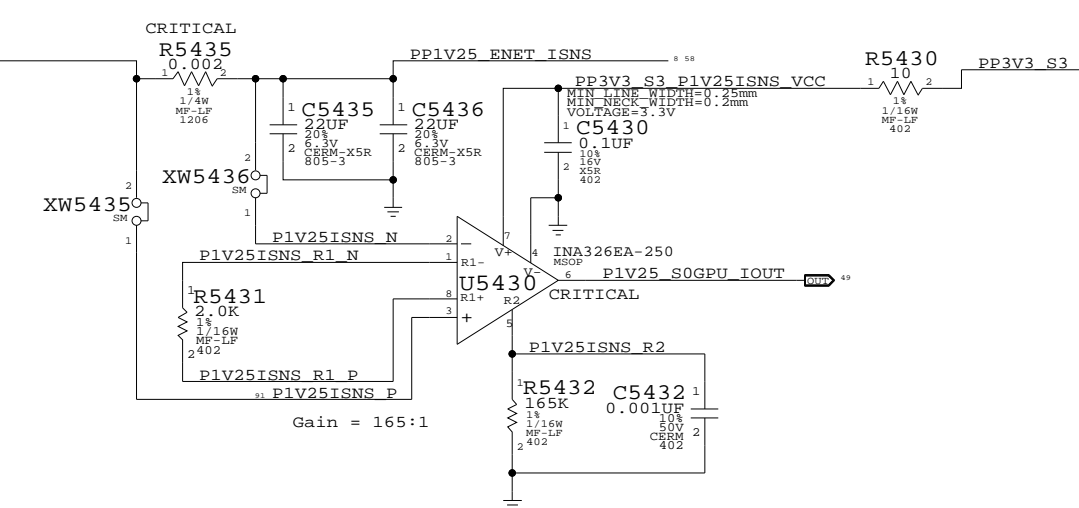 CRITICAL
R5435
0.002
1 2
1%
1/4W
MF-LF
1206
PP1V25_ENET_ISNS
8 58
1
C5435
22UF
20%
6.3V
CERM-X5R
805-3
2
1
C5436
22UF
20%
6.3V
CERM-X5R
805-3
2
PP3V3_S3_P1V25ISNS_VCC
MIN_LINE_WIDTH=0.25mm
MIN_NECK_WIDTH=0.2mm
VOLTAGE=3.3V
R5430
10
1 2
1%
1/16W
MF-LF
402
PP3V3_S3
1
C5430
0.1UF
10%
16V
X5R
402
2
2
XW5436
SM
1
2
XW5435
SM
1
P1V25ISNS_N
P1V25ISNS_R1_N
2
1
8
3
−
R1-
R1+
+
7
V+
4
V-
INA326EA-250
MSOP
U5430
CRITICAL
R2
5
6
P1V25_S0GPU_IOUT
OUT
49
1
R5431
2.0K
1%
1/16W
MF-LF
402
2
P1V25ISNS_R1_P
91 P1V25ISNS_P
Gain = 165:1
P1V25ISNS_R2
1
R5432
165K
1%
1/16W
MF-LF
402
2
C5432
1
0.001UF
10%
50V
CERM
402
2